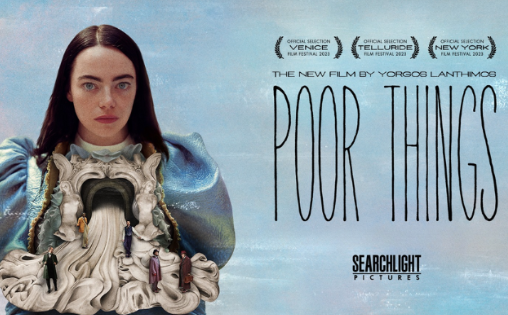 OFFICIAL SELECTION
VENICE
FILM FESTIVAL 2023
OFFICIAL SELECTION
TELLURIDE
FILM FESTIVAL 2023
OFFICIAL SELECTION
NEW YORK
FILM FESTIVAL 2023
THE NEW FILM BY YORGOS LANTHIMOS
POOR THINGS
SEARCHLIGHT
PICTURES